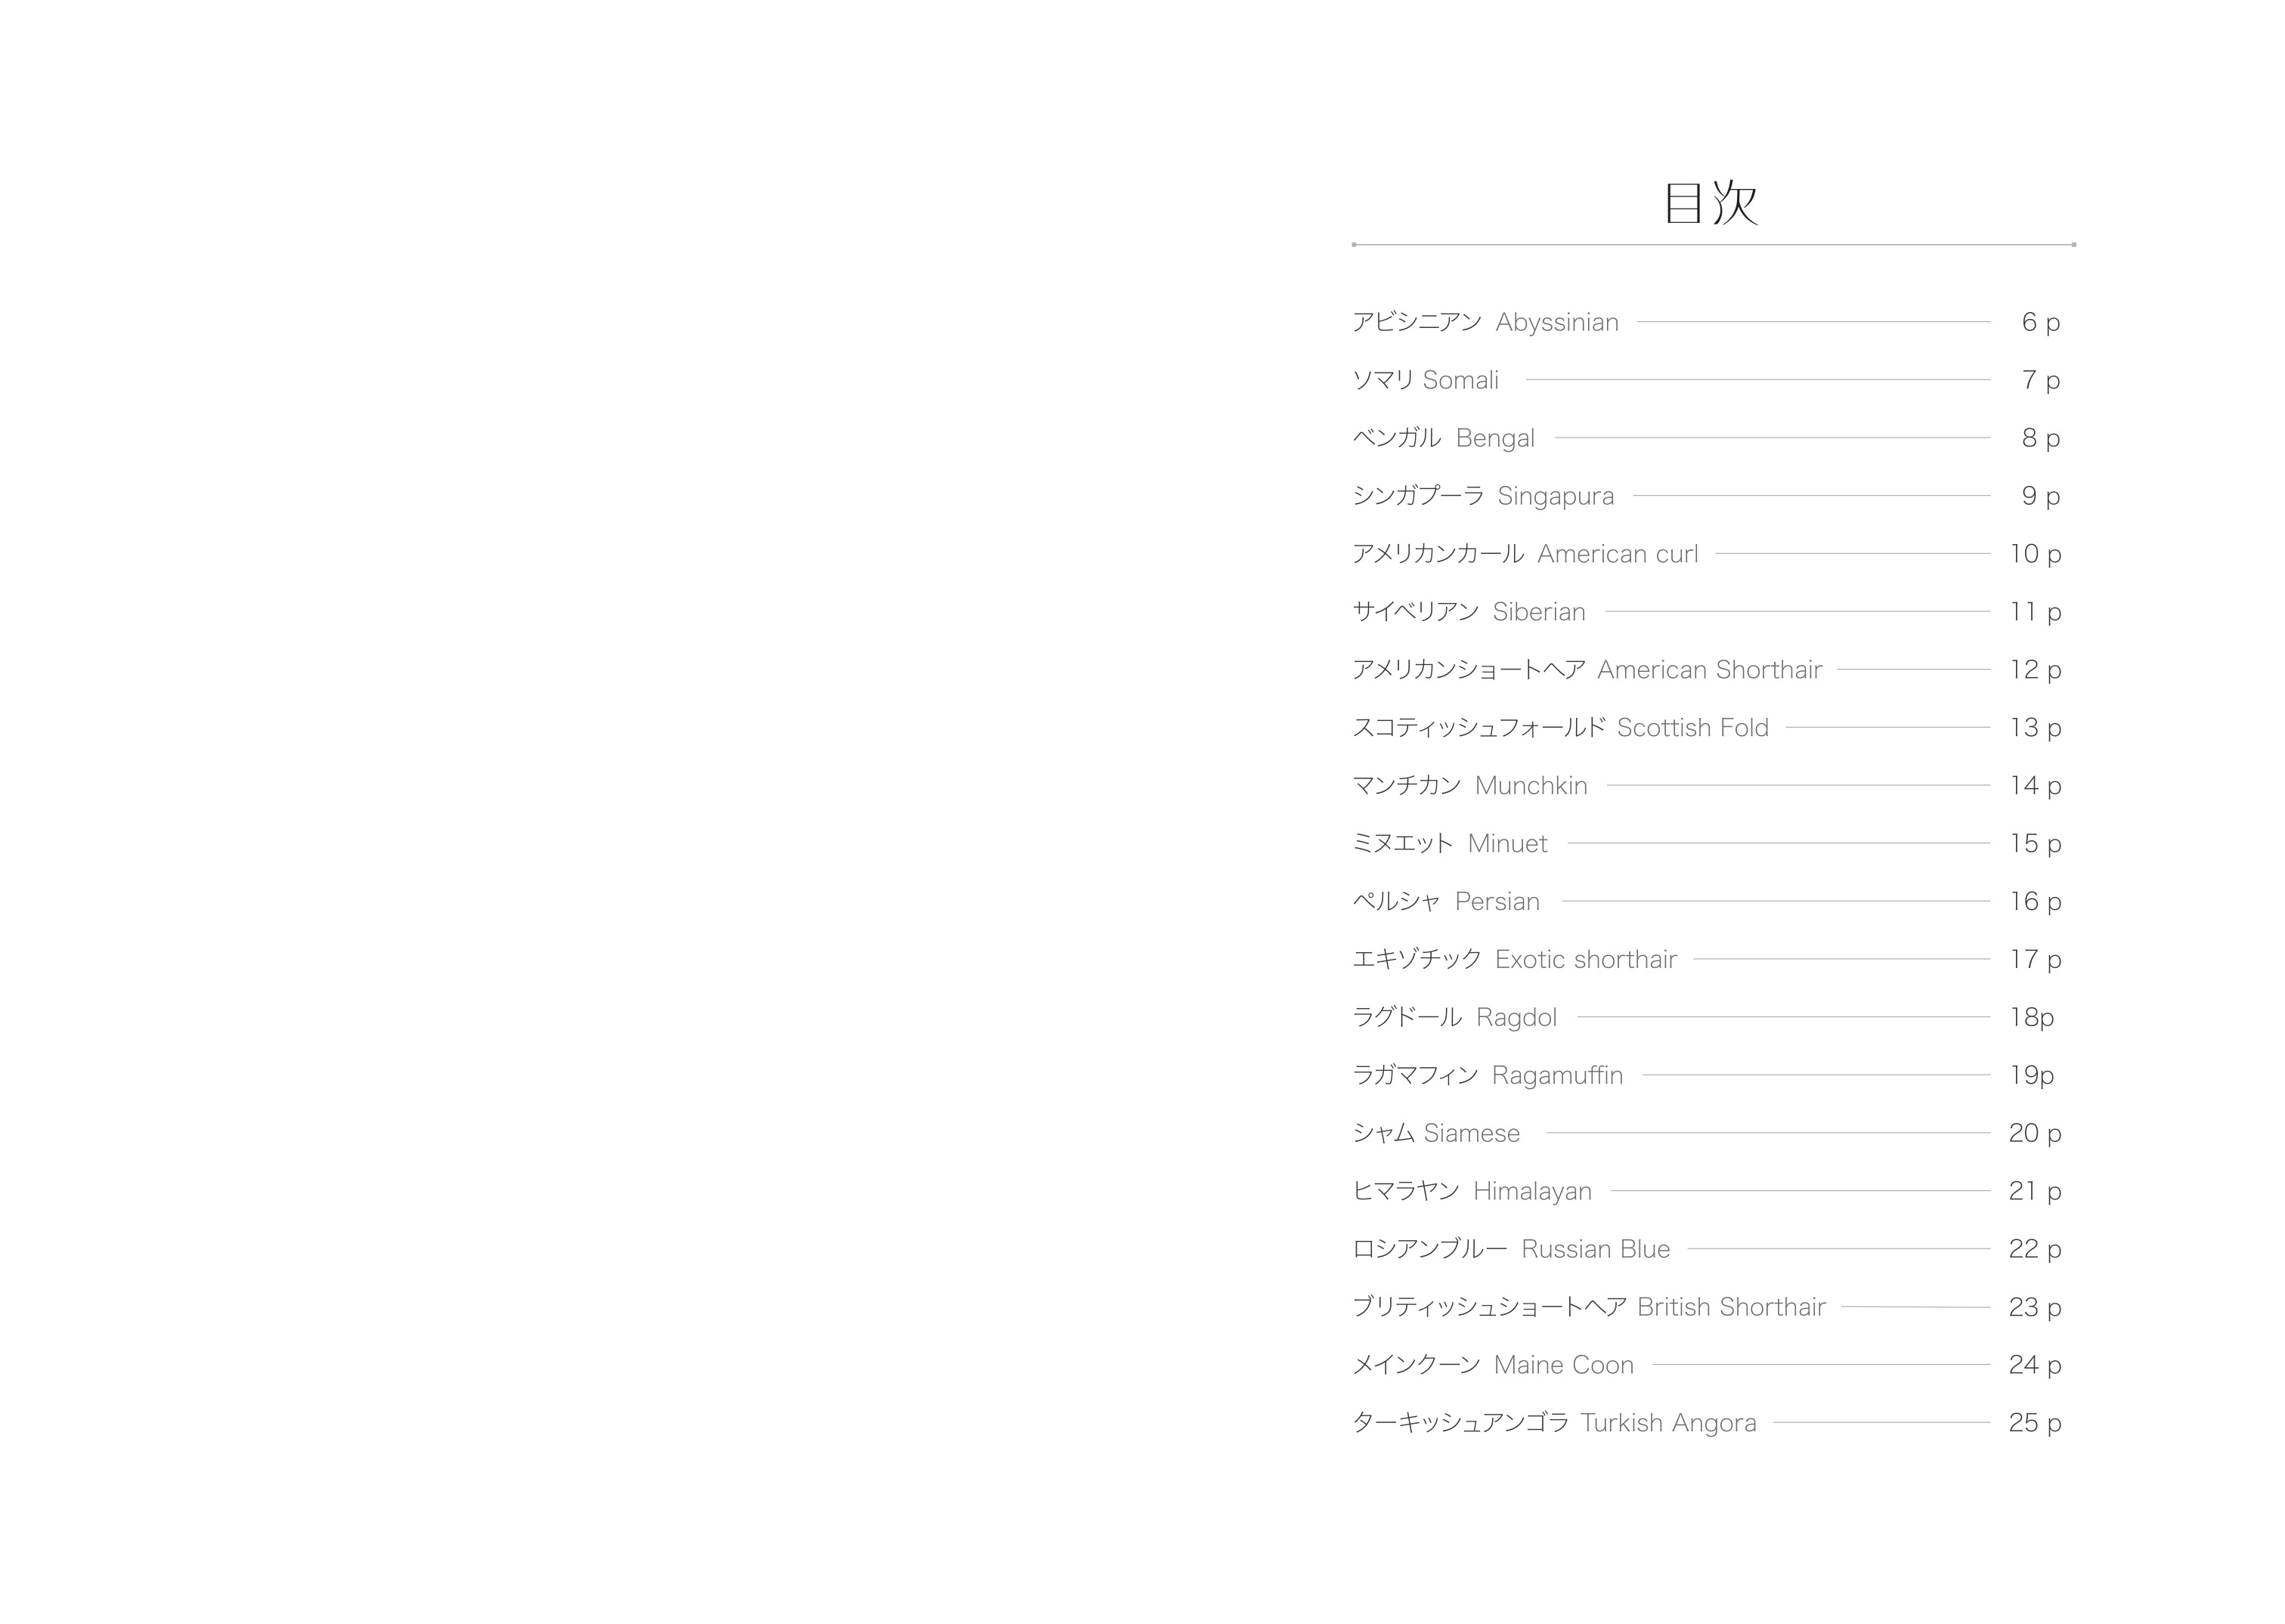 目次
アビシニアン Abyssinian 6 p
ソマリ Somali 7 p
ベンガル Bengal 8 p
シンガプーラ Singapura 9 p
アメリカンカール American curl 10 p
サイベリアン Siberian 11 p
アメリカンショートヘア American Shorthair 12 p
スコティッシュフォールド Scottish Fold 13 p
マンチカン Munchkin 14 p
ミヌエット Minuet 15 p
ペルシャ Persian 16 p
エキゾチック Exotic shorthair 17 p
ラグドール Ragdol 18p
ラガマフィン Ragamuffin 19p
シャム Siamese 20 p
ヒマラヤン Himalayan 21 p
ロシアンブルー Russian Blue 22 p
ブリティッシュショートヘア British Shorthair 23 p
メインクーン Maine Coon 24 p
ターキッシュアンゴラ Turkish Angora 25 p